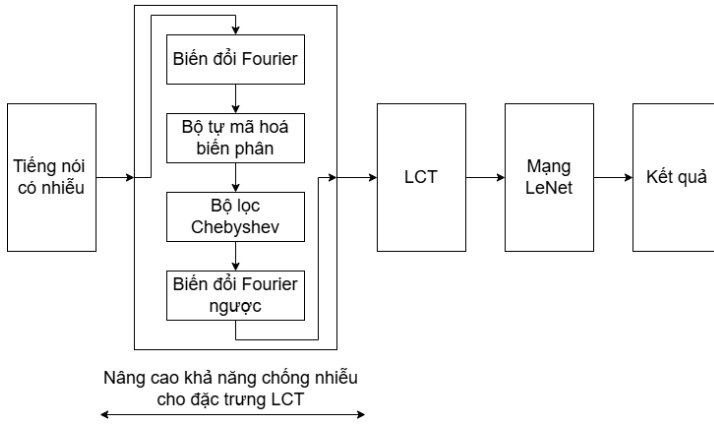 Tiếng nói
có nhiễu
Biến đổi Fourier
Bộ tự mã hoá
biến phân
Bộ lọc
Chebyshev
Biến đổi Fourier
ngược
LCT
Mạng
LeNet
Kết quả
Nâng cao khả năng chống nhiễu
cho đặc trưng LCT